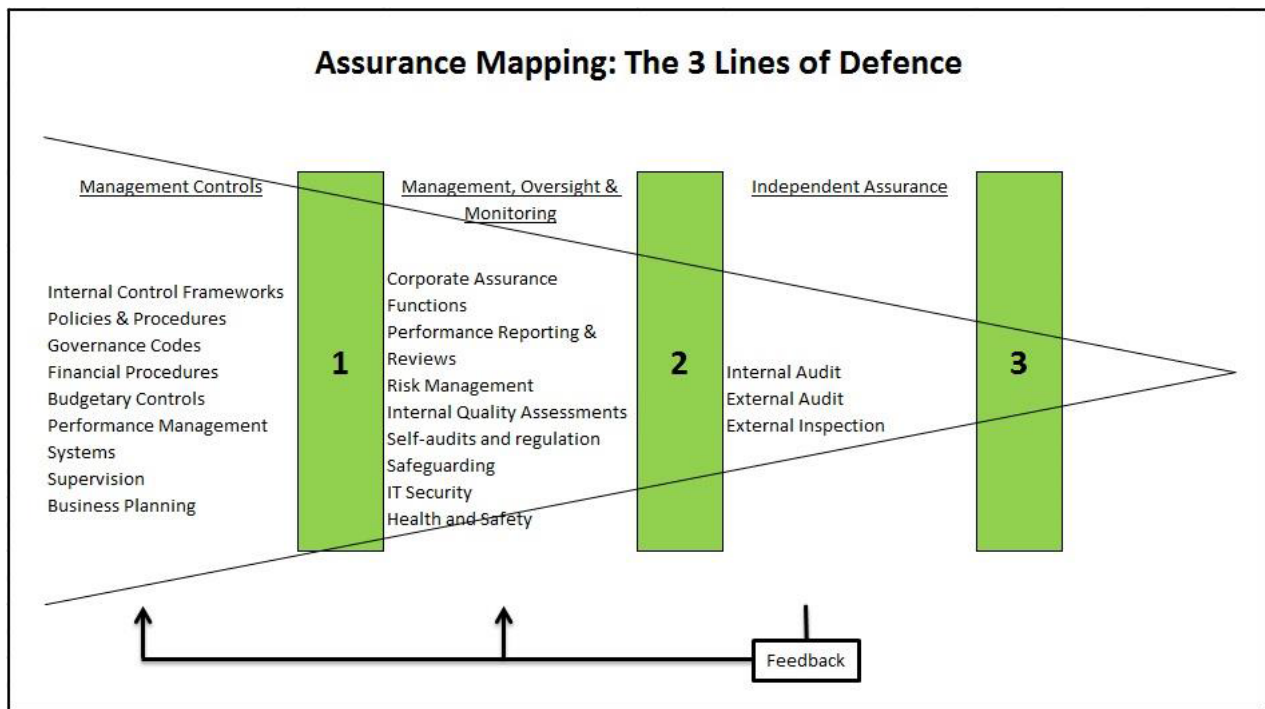 Assurance Mapping: The 3 Lines of Defence
Management Controls
Internal Control Frameworks
Policies & Procedures
Governance Codes
Financial Procedures
Budgetary Controls
Performance Management
Systems
Supervision
Business Planning
1
Management, Oversight &
Monitoring
Corporate Assurance
Functions
Performance Reporting &
Reviews
Risk Management
Internal Quality Assessments
Self-audits and regulation
Safeguarding
IT Security
Health and Safety
2
Independent Assurance
Internal Audit
External Audit
External Inspection
3
Feedback